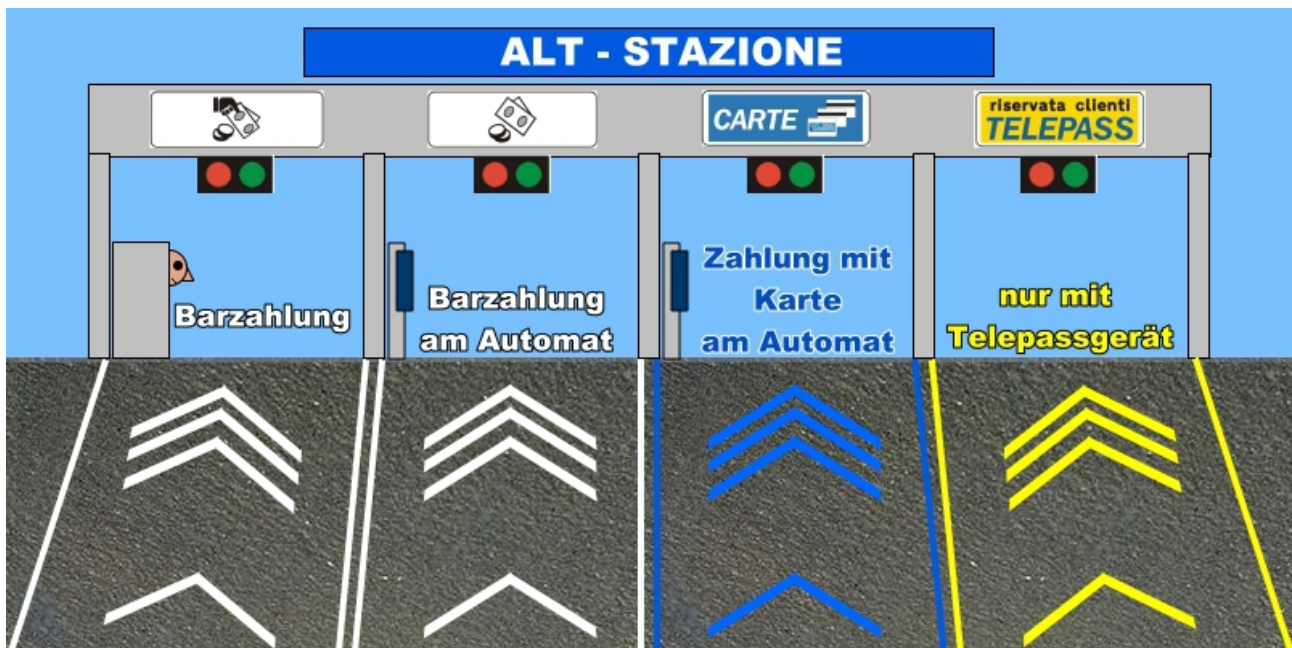 ALT - STAZIONE
CARTE
riservata clienti
TELEPASS
Barzahlung
Barzahlung
am Automat
Zahlung mit
Karte
am Automat
nur mit
Telepassgerät